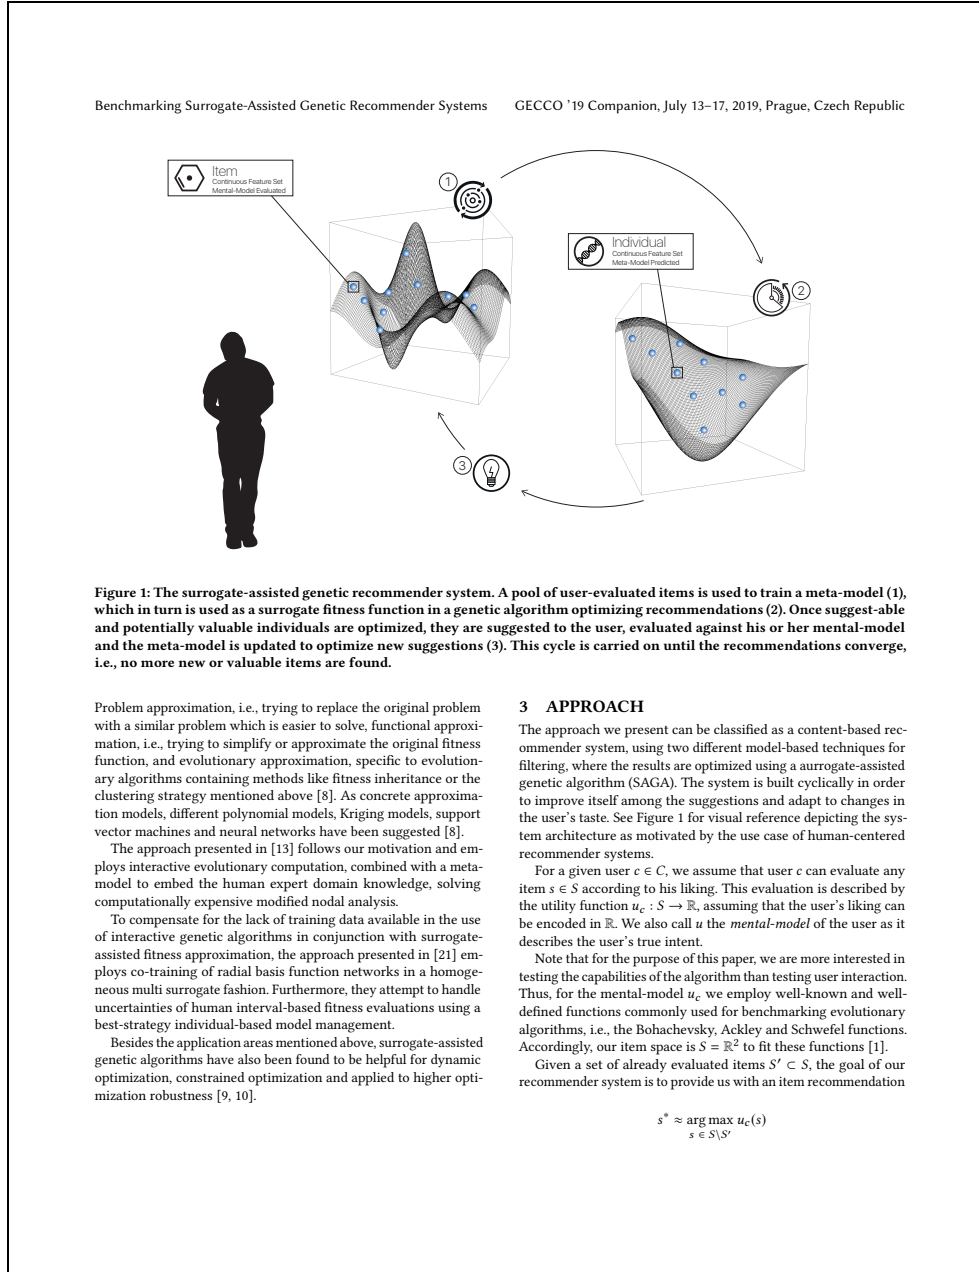 Benchmarking Surrogate-Assisted Genetic Recommender Systems GECCO ’19 Companion, July 13–17, 2019, Prague, Czech Republic
Item
Continuous Feature Set
Mental-Model Evaluated
1
Individual
Continuous Feature Set
Meta-Model Predicted
2
3
Figure 1: The surrogate-assisted genetic recommender system. A pool of user-evaluated items is used to train a meta-model (1),
which in turn is used as a surrogate fitness function in a genetic algorithm optimizing recommendations (2). Once suggest-able
and potentially valuable individuals are optimized, they are suggested to the user, evaluated against his or her mental-model
and the meta-model is updated to optimize new suggestions (3). This cycle is carried on until the recommendations converge,
i.e., no more new or valuable items are found.
Problem approximation, i.e., trying to replace the original problem
with a similar problem which is easier to solve, functional approxi-
mation, i.e., trying to simplify or approximate the original fitness
function, and evolutionary approximation, specific to evolution-
ary algorithms containing methods like fitness inheritance or the
clustering strategy mentioned above [8]. As concrete approxima-
tion models, different polynomial models, Kriging models, support
vector machines and neural networks have been suggested [8].
The approach presented in [13] follows our motivation and em-
ploys interactive evolutionary computation, combined with a meta-
model to embed the human expert domain knowledge, solving
computationally expensive modified nodal analysis.
To compensate for the lack of training data available in the use
of interactive genetic algorithms in conjunction with surrogate-
assisted fitness approximation, the approach presented in [21] em-
ploys co-training of radial basis function networks in a homoge-
neous multi surrogate fashion. Furthermore, they attempt to handle
uncertainties of human interval-based fitness evaluations using a
best-strategy individual-based model management.
Besides the application areas mentioned above, surrogate-assisted
genetic algorithms have also been found to be helpful for dynamic
optimization, constrained optimization and applied to higher opti-
mization robustness [9, 10].
3 APPROACH
The approach we present can be classified as a content-based rec-
ommender system, using two different model-based techniques for
filtering, where the results are optimized using a aurrogate-assisted
genetic algorithm (SAGA). The system is built cyclically in order
to improve itself among the suggestions and adapt to changes in
the user’s taste. See Figure 1 for visual reference depicting the sys-
tem architecture as motivated by the use case of human-centered
recommender systems.
For a given user c ∈ C, we assume that user c can evaluate any
item s ∈ S according to his liking. This evaluation is described by
the utility function u_c : S → ℝ, assuming that the user’s liking can
be encoded in ℝ. We also call u the mental-model of the user as it
describes the user’s true intent.
Note that for the purpose of this paper, we are more interested in
testing the capabilities of the algorithm than testing user interaction.
Thus, for the mental-model u_c we employ well-known and well-
defined functions commonly used for benchmarking evolutionary
algorithms, i.e., the Bohachevsky, Ackley and Schwefel functions.
Accordingly, our item space is S = ℝ² to fit these functions [1].
Given a set of already evaluated items S′ ⊂ S, the goal of our
recommender system is to provide us with an item recommendation
s* ≈ arg max u_c(s)
s ∈ S\S′